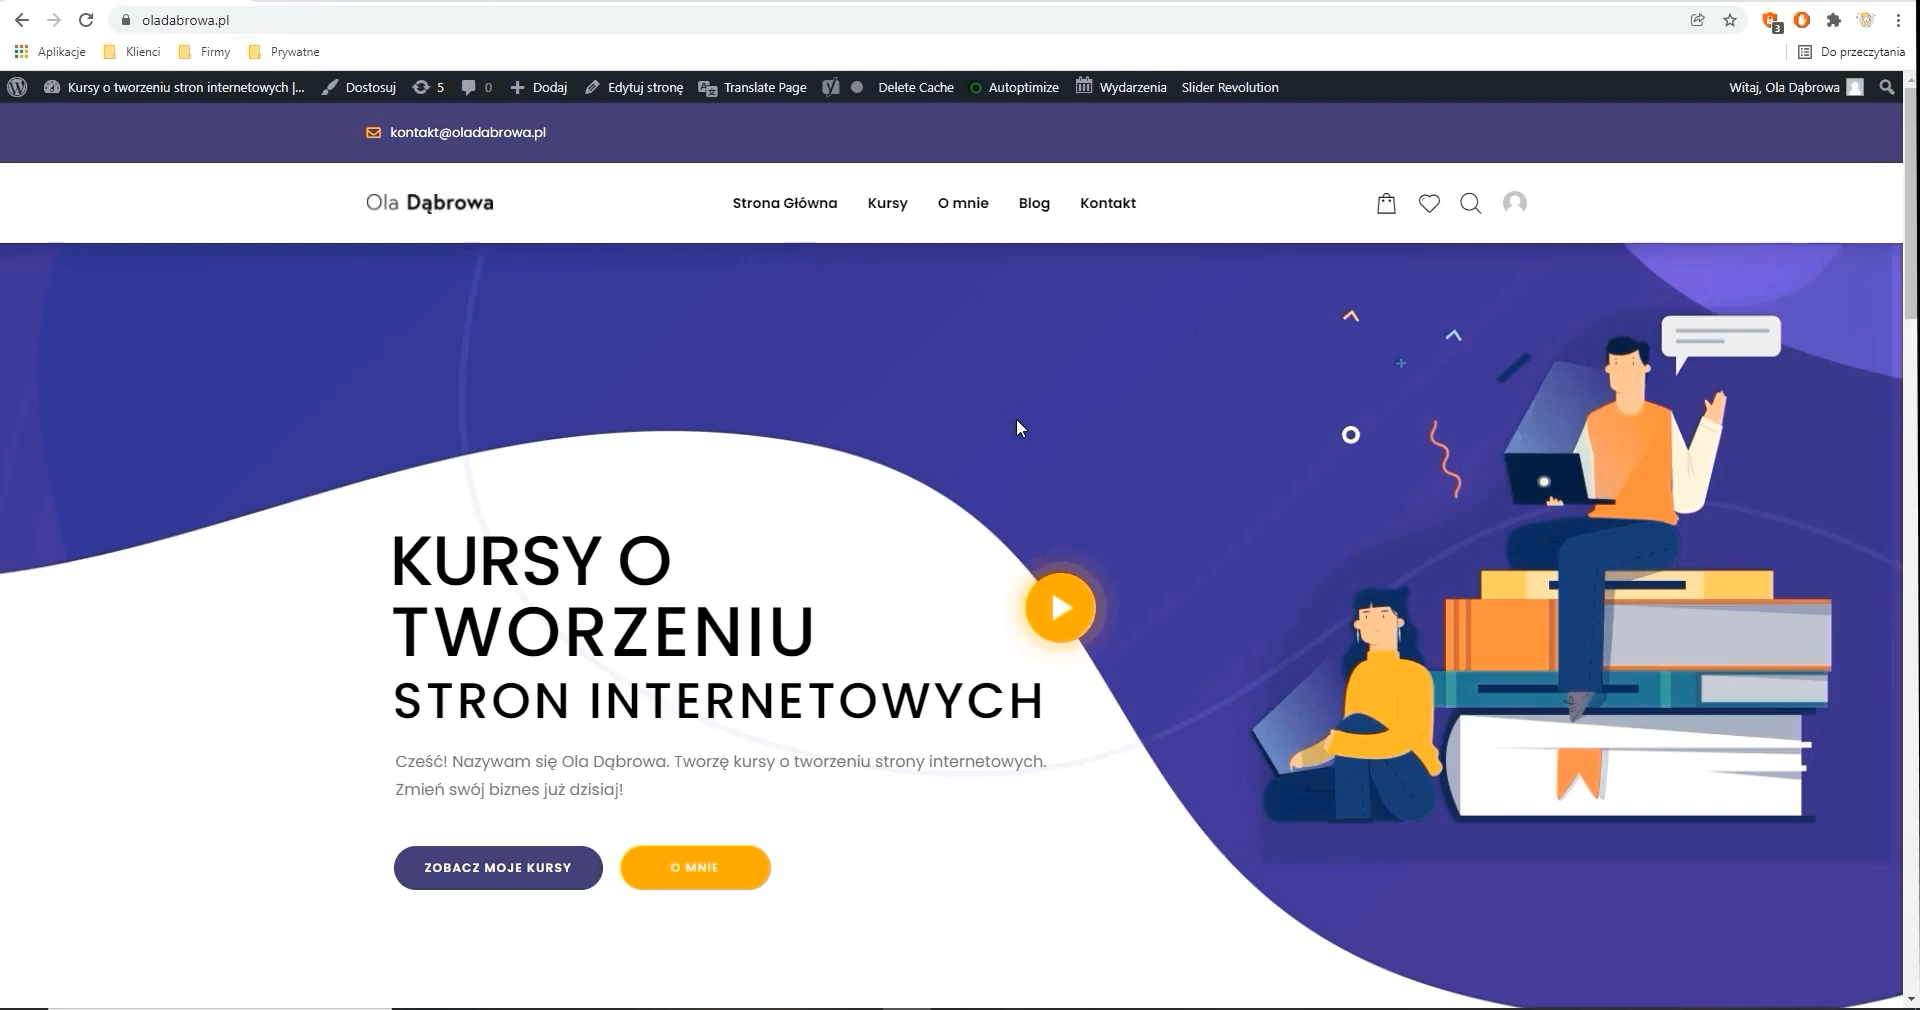 oladabrowa.pl
3
Aplikacje Klienci Firmy Prywatne Do przeczytania
Kursy o tworzeniu stron internetowych |... Dostosuj 5 0 Dodaj Edytuj stronę Translate Page Delete Cache Autoptimize Wydarzenia Slider Revolution Witaj, Ola Dąbrowa
kontakt@oladabrowa.pl
Ola Dąbrowa Strona Główna Kursy O mnie Blog Kontakt
KURSY O
TWORZENIU
STRON INTERNETOWYCH
Cześć! Nazywam się Ola Dąbrowa. Tworzę kursy o tworzeniu strony internetowych.
Zmień swój biznes już dzisiaj!
ZOBACZ MOJE KURSY O MNIE